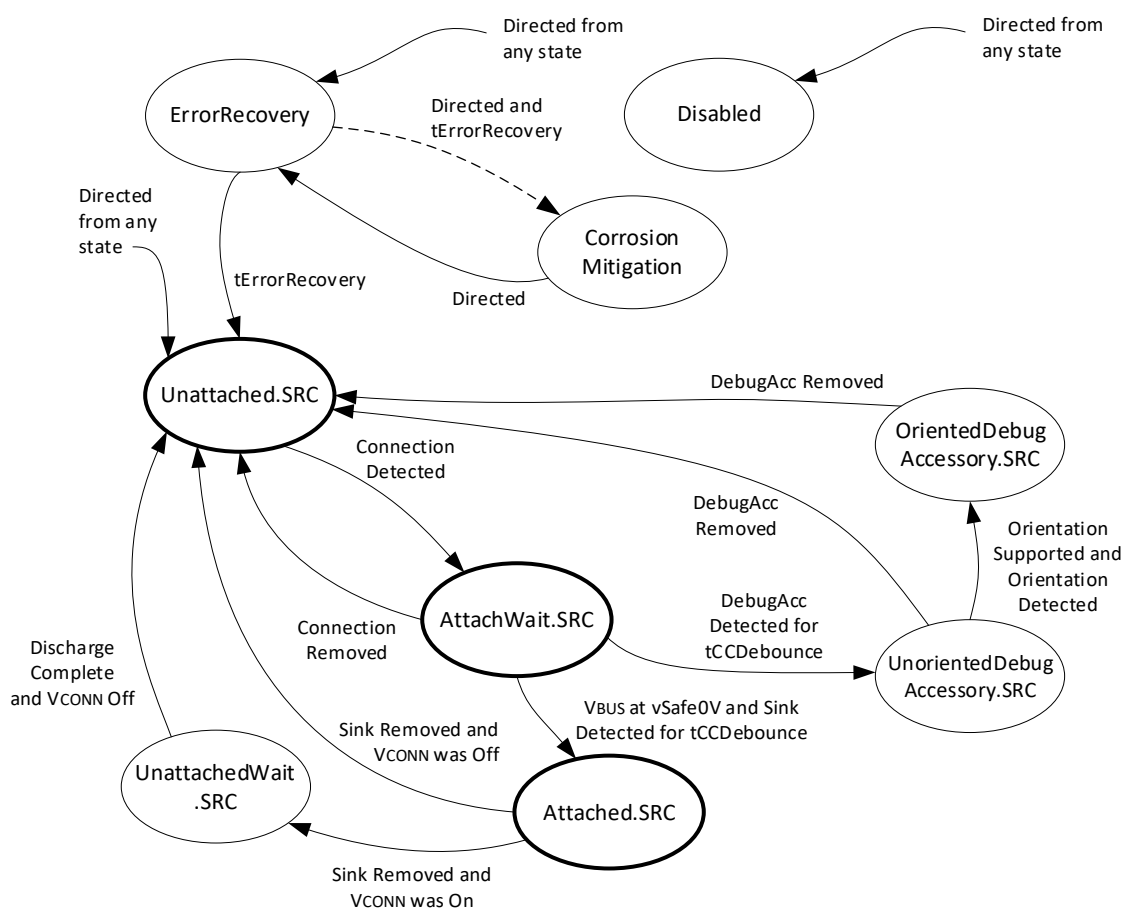 Directed from
any state
Directed from
any state
ErrorRecovery
Directed and
tErrorRecovery
Disabled
Directed
from any
state
Corrosion
Mitigation
tErrorRecovery
Directed
Unattached.SRC
DebugAcc Removed
OrientedDebug
Accessory.SRC
Connection
Detected
DebugAcc
Removed
Orientation
Supported and
Orientation
Detected
AttachWait.SRC
DebugAcc
Detected for
tCCDebounce
Connection
Removed
UnorientedDebug
Accessory.SRC
Discharge
Complete
and VCONN Off
VBUS at vSafe0V and Sink
Detected for tCCDebounce
Sink Removed and
VCONN was Off
UnattachedWait
.SRC
Attached.SRC
Sink Removed and
VCONN was On